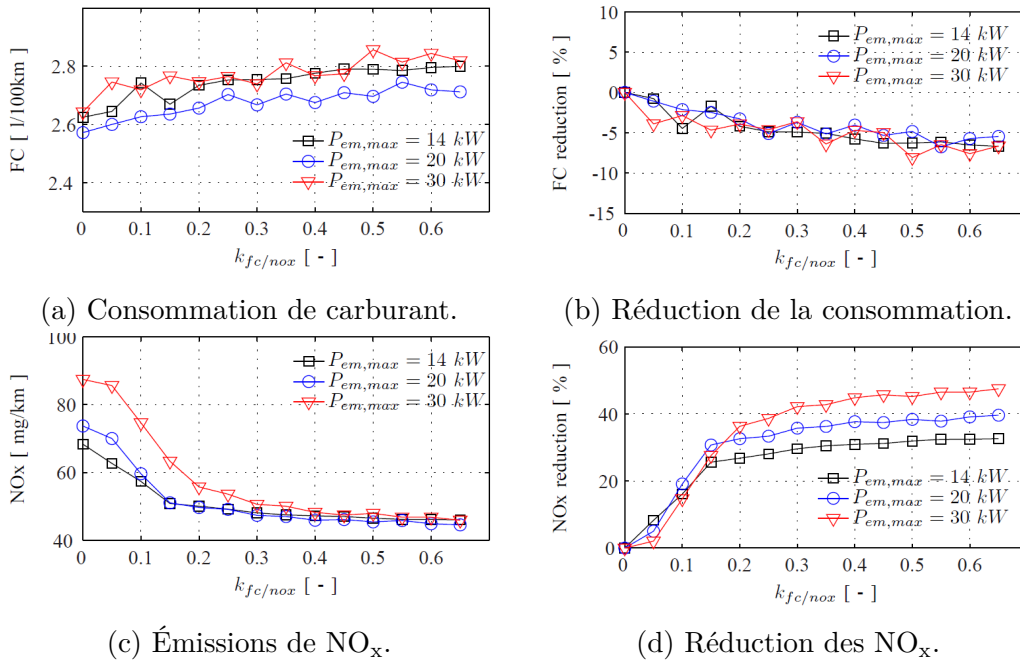 FC [ l/100km ]
2.8
2.6
2.4
0 0.1 0.2 0.3 0.4 0.5 0.6
k_{fc/nox} [ - ]
P_{em,max} = 14 kW
P_{em,max} = 20 kW
P_{em,max} = 30 kW
(a) Consommation de carburant.
FC reduction [ % ]
10
5
0
-5
-10
-15
0 0.1 0.2 0.3 0.4 0.5 0.6
k_{fc/nox} [ - ]
P_{em,max} = 14 kW
P_{em,max} = 20 kW
P_{em,max} = 30 kW
(b) Réduction de la consommation.
NOx [ mg/km ]
100
80
60
40
0 0.1 0.2 0.3 0.4 0.5 0.6
k_{fc/nox} [ - ]
P_{em,max} = 14 kW
P_{em,max} = 20 kW
P_{em,max} = 30 kW
(c) Émissions de NO_x.
NOx reduction [ % ]
60
40
20
0
0 0.1 0.2 0.3 0.4 0.5 0.6
k_{fc/nox} [ - ]
P_{em,max} = 14 kW
P_{em,max} = 20 kW
P_{em,max} = 30 kW
(d) Réduction des NO_x.